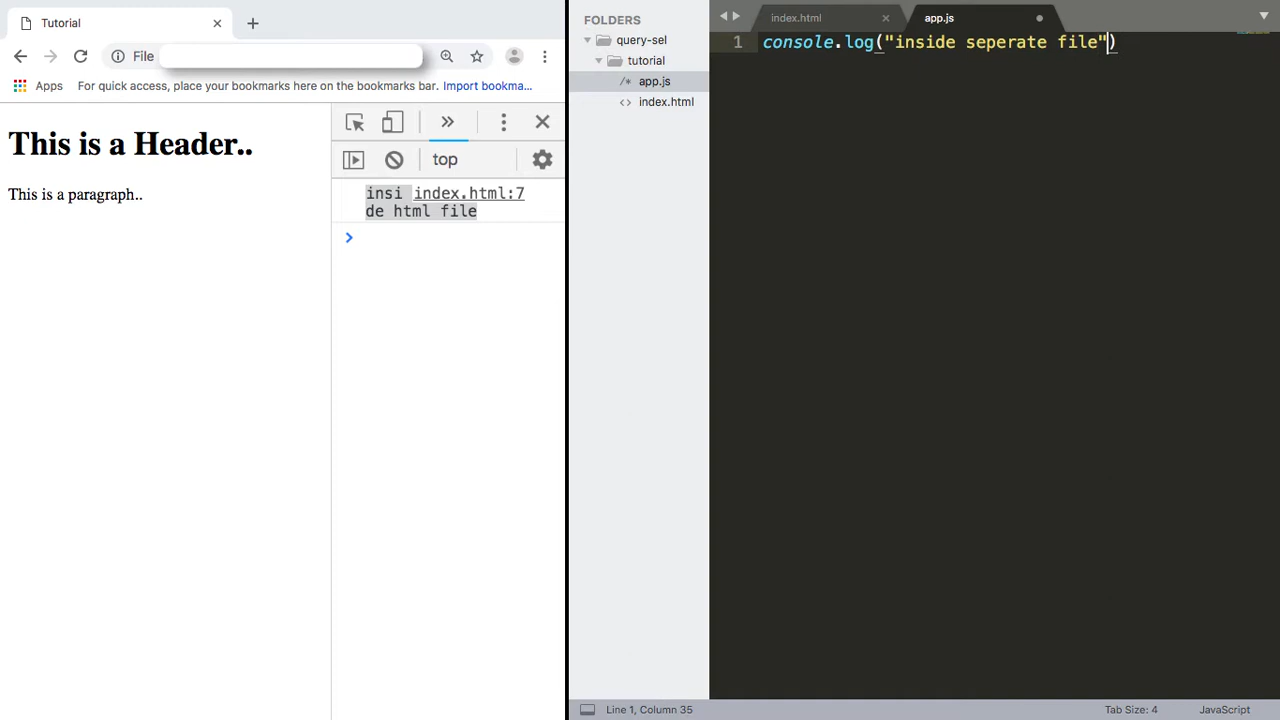 Tutorial
File
Apps
For quick access, place your bookmarks here on the bookmarks bar. Import bookma...
This is a Header..
This is a paragraph..
top
insi index.html:7
de html file
FOLDERS
query-sel
tutorial
app.js
index.html
index.html
app.js
1 console.log("inside seperate file")
Line 1, Column 35
Tab Size: 4
JavaScript